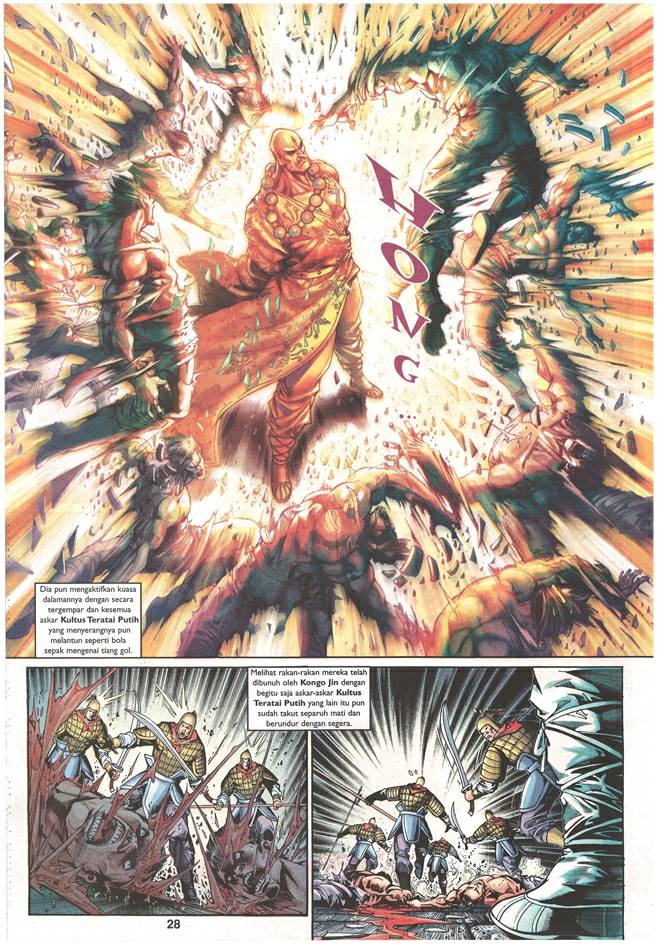 HONG...
Dia pun mengaktifkan kuasa
dalamannya dengan secara
tergempar dan kesemua
askar Kultus Teratai Putih
yang menyerangnya pun
melantun seperti bola
sepak mengenai tiang gol.
Melihat rakan-rakan mereka telah
dibunuh oleh Kongo Jin dengan
begitu saja askar-askar Kultus
Teratai Putih yang lain itu pun
sudah takut separuh mati dan
berundur dengan segera.
28